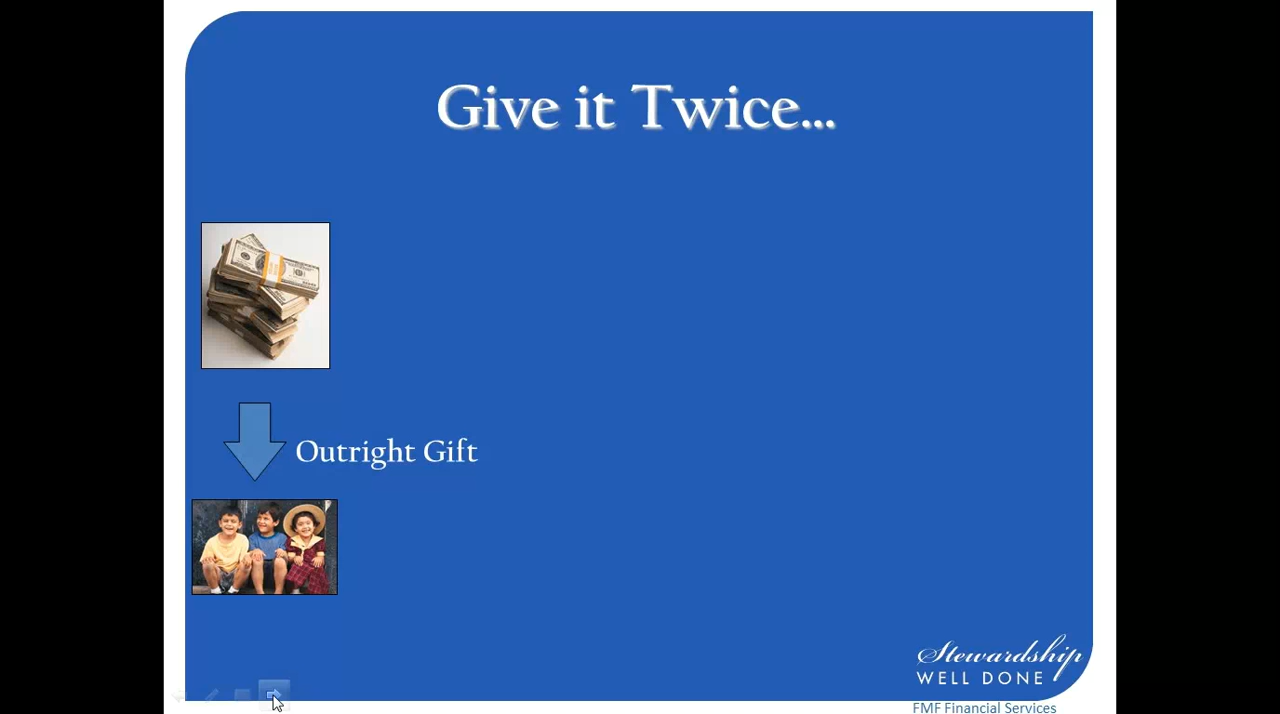 Give it Twice...
Outright Gift
Stewardship
WELL DONE
FMF Financial Services